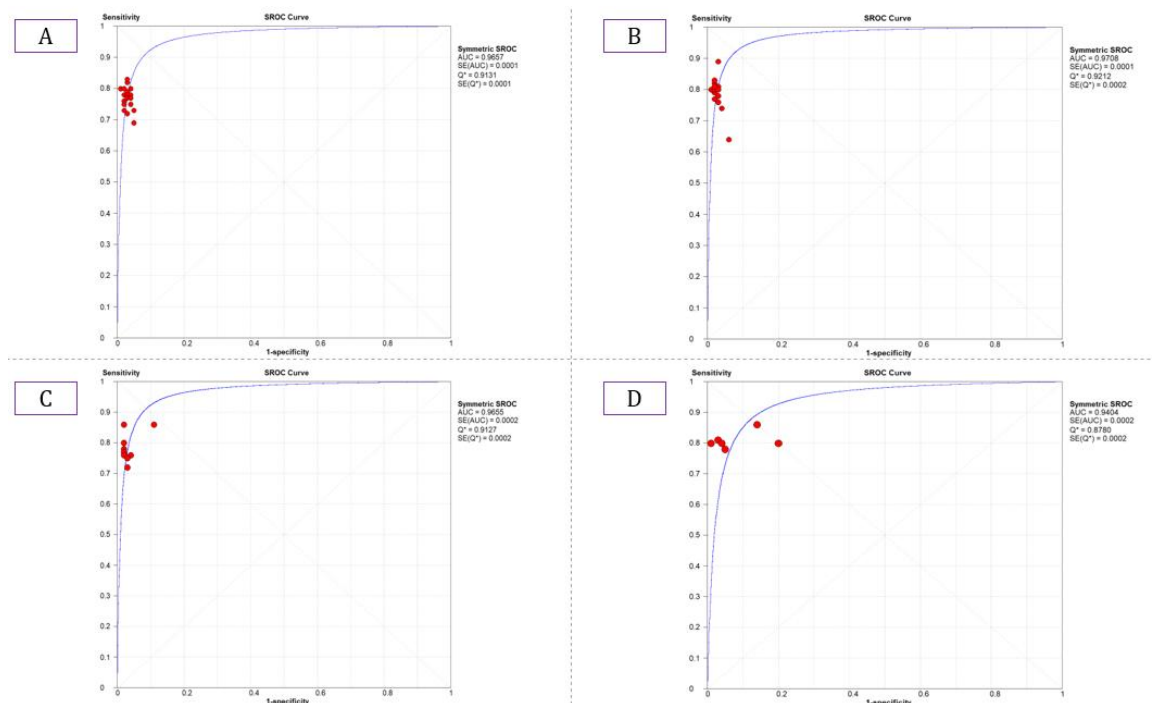 A
Sensitivity SROC Curve
1
0.9
0.8
0.7
0.6
0.5
0.4
0.3
0.2
0.1
0
0 0.2 0.4 0.6 0.8 1
1-specificity
Symmetric SROC
AUC = 0.9657
SE(AUC) = 0.0001
Q* = 0.9131
SE(Q*) = 0.0001
B
Sensitivity SROC Curve
1
0.9
0.8
0.7
0.6
0.5
0.4
0.3
0.2
0.1
0
0 0.2 0.4 0.6 0.8 1
1-specificity
Symmetric SROC
AUC = 0.9708
SE(AUC) = 0.0001
Q* = 0.9212
SE(Q*) = 0.0002
C
Sensitivity SROC Curve
1
0.9
0.8
0.7
0.6
0.5
0.4
0.3
0.2
0.1
0
0 0.2 0.4 0.6 0.8 1
1-specificity
Symmetric SROC
AUC = 0.9655
SE(AUC) = 0.0002
Q* = 0.9127
SE(Q*) = 0.0002
D
Sensitivity SROC Curve
1
0.9
0.8
0.7
0.6
0.5
0.4
0.3
0.2
0.1
0
0 0.2 0.4 0.6 0.8 1
1-specificity
Symmetric SROC
AUC = 0.9404
SE(AUC) = 0.0002
Q* = 0.8780
SE(Q*) = 0.0002